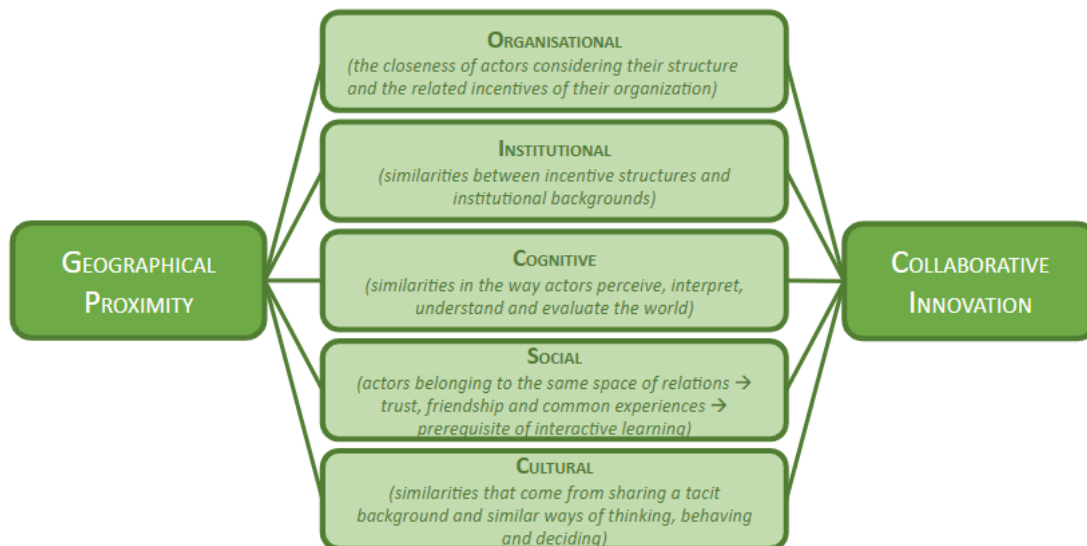 ORGANISATIONAL
(the closeness of actors considering their structure
and the related incentives of their organization)
INSTITUTIONAL
(similarities between incentive structures and
institutional backgrounds)
GEOGRAPHICAL
PROXIMITY
COGNITIVE
(similarities in the way actors perceive, interpret,
understand and evaluate the world)
COLLABORATIVE
INNOVATION
SOCIAL
(actors belonging to the same space of relations →
trust, friendship and common experiences →
prerequisite of interactive learning)
CULTURAL
(similarities that come from sharing a tacit
background and similar ways of thinking, behaving
and deciding)